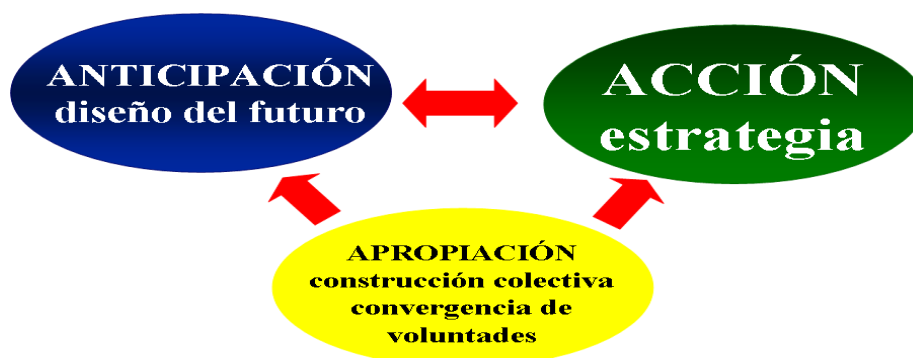 ANTICIPACIÓN
diseño del futuro
ACCIÓN
estrategia
APROPIACIÓN
construcción colectiva
convergencia de
voluntades